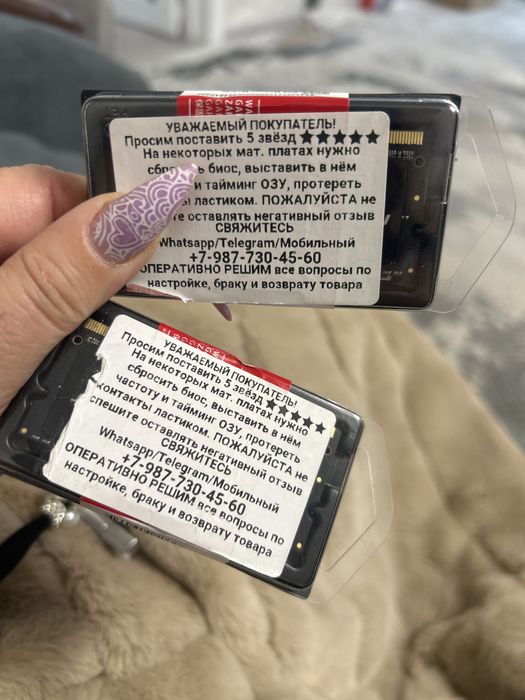 УВАЖАЕМЫЙ ПОКУПАТЕЛЬ!
Просим поставить 5 звёзд ★★★★★
На некоторых мат. платах нужно
сбросить биос, выставить в нём
и тайминг ОЗУ, протереть
ластиком. ПОЖАЛУЙСТА не
оставлять негативный отзыв
СВЯЖИТЕСЬ
Whatsapp/Telegram/Мобильный
+7-987-730-45-60
ОПЕРАТИВНО РЕШИМ все вопросы по
настройке, браку и возврату товара
УВАЖАЕМЫЙ ПОКУПАТЕЛЬ!
Просим поставить 5 звёзд ★★★★★
На некоторых мат. платах нужно
сбросить биос, выставить в нём
частоту и тайминг ОЗУ, протереть
контакты ластиком. ПОЖАЛУЙСТА не
спешите оставлять негативный отзыв
СВЯЖИТЕСЬ
Whatsapp/Telegram/Мобильный
+7-987-730-45-60
ОПЕРАТИВНО РЕШИМ все вопросы по
настройке, браку и возврату товара